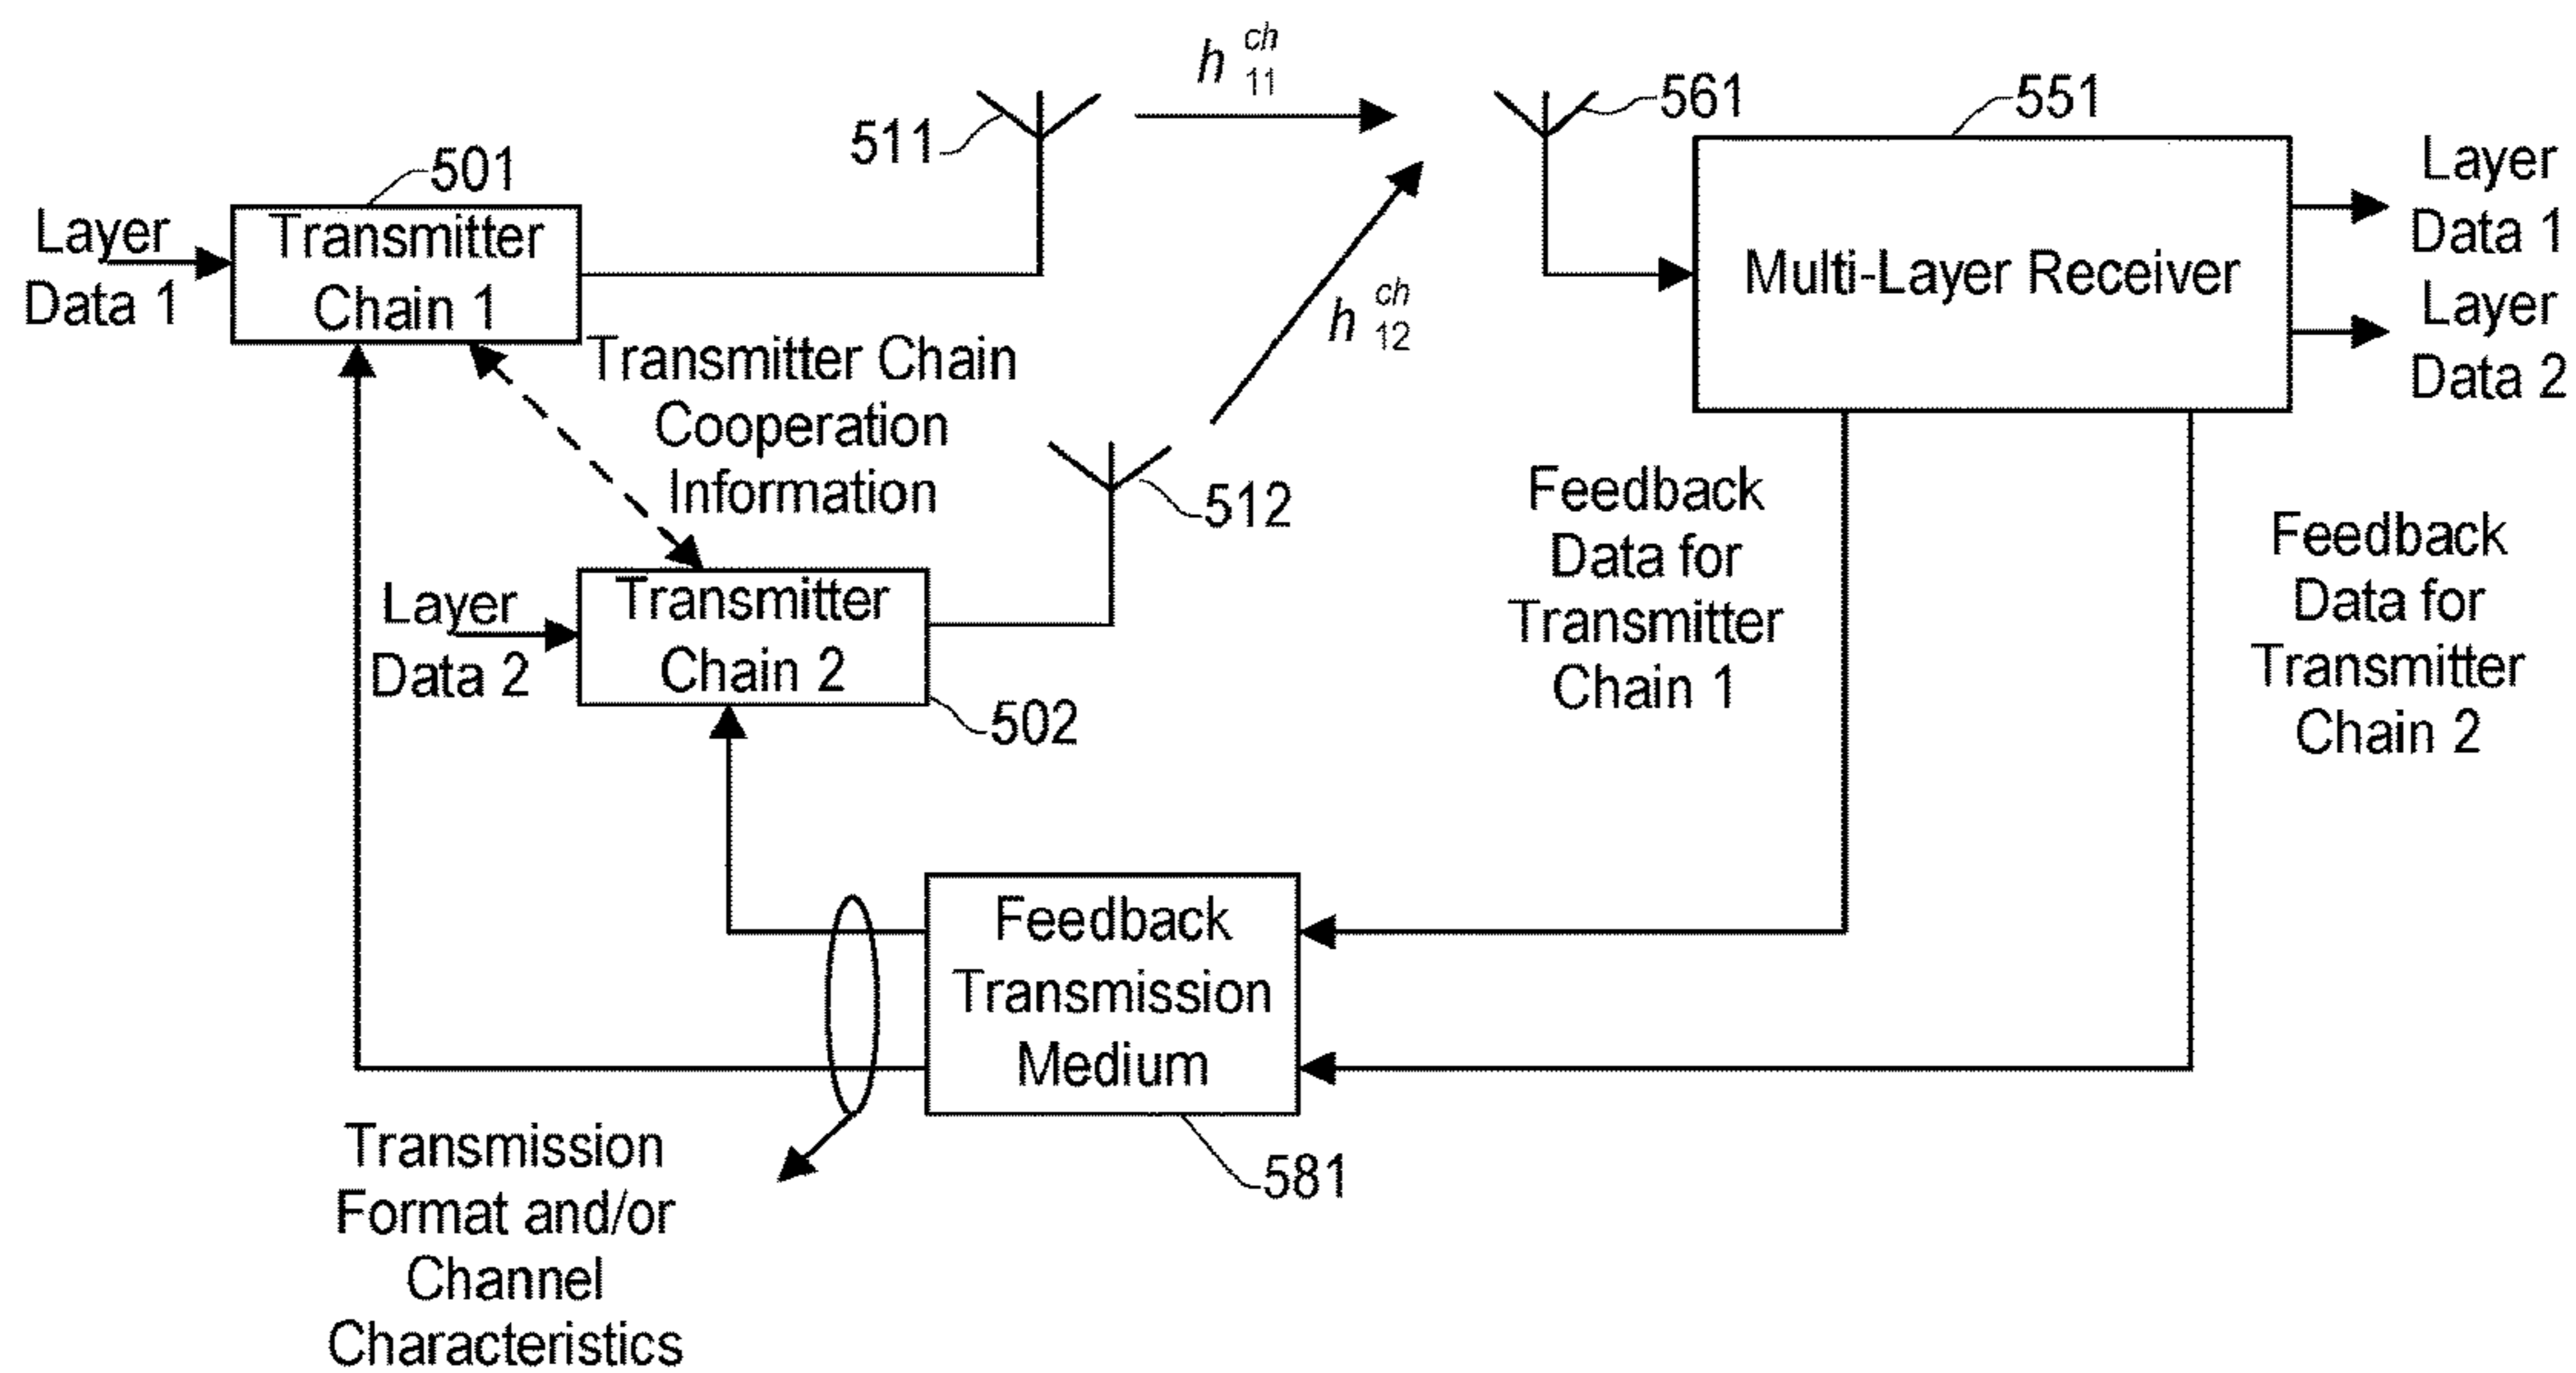 h ch 11
561
551
511
501
Layer
Data 1
Transmitter
Chain 1
Multi-Layer Receiver
Layer
Data 1
Layer
Data 2
h ch 12
Transmitter Chain
Cooperation
Information
512
Layer
Data 2
Transmitter
Chain 2
502
Feedback
Data for
Transmitter
Chain 1
Feedback
Data for
Transmitter
Chain 2
Feedback
Transmission
Medium
581
Transmission
Format and/or
Channel
Characteristics